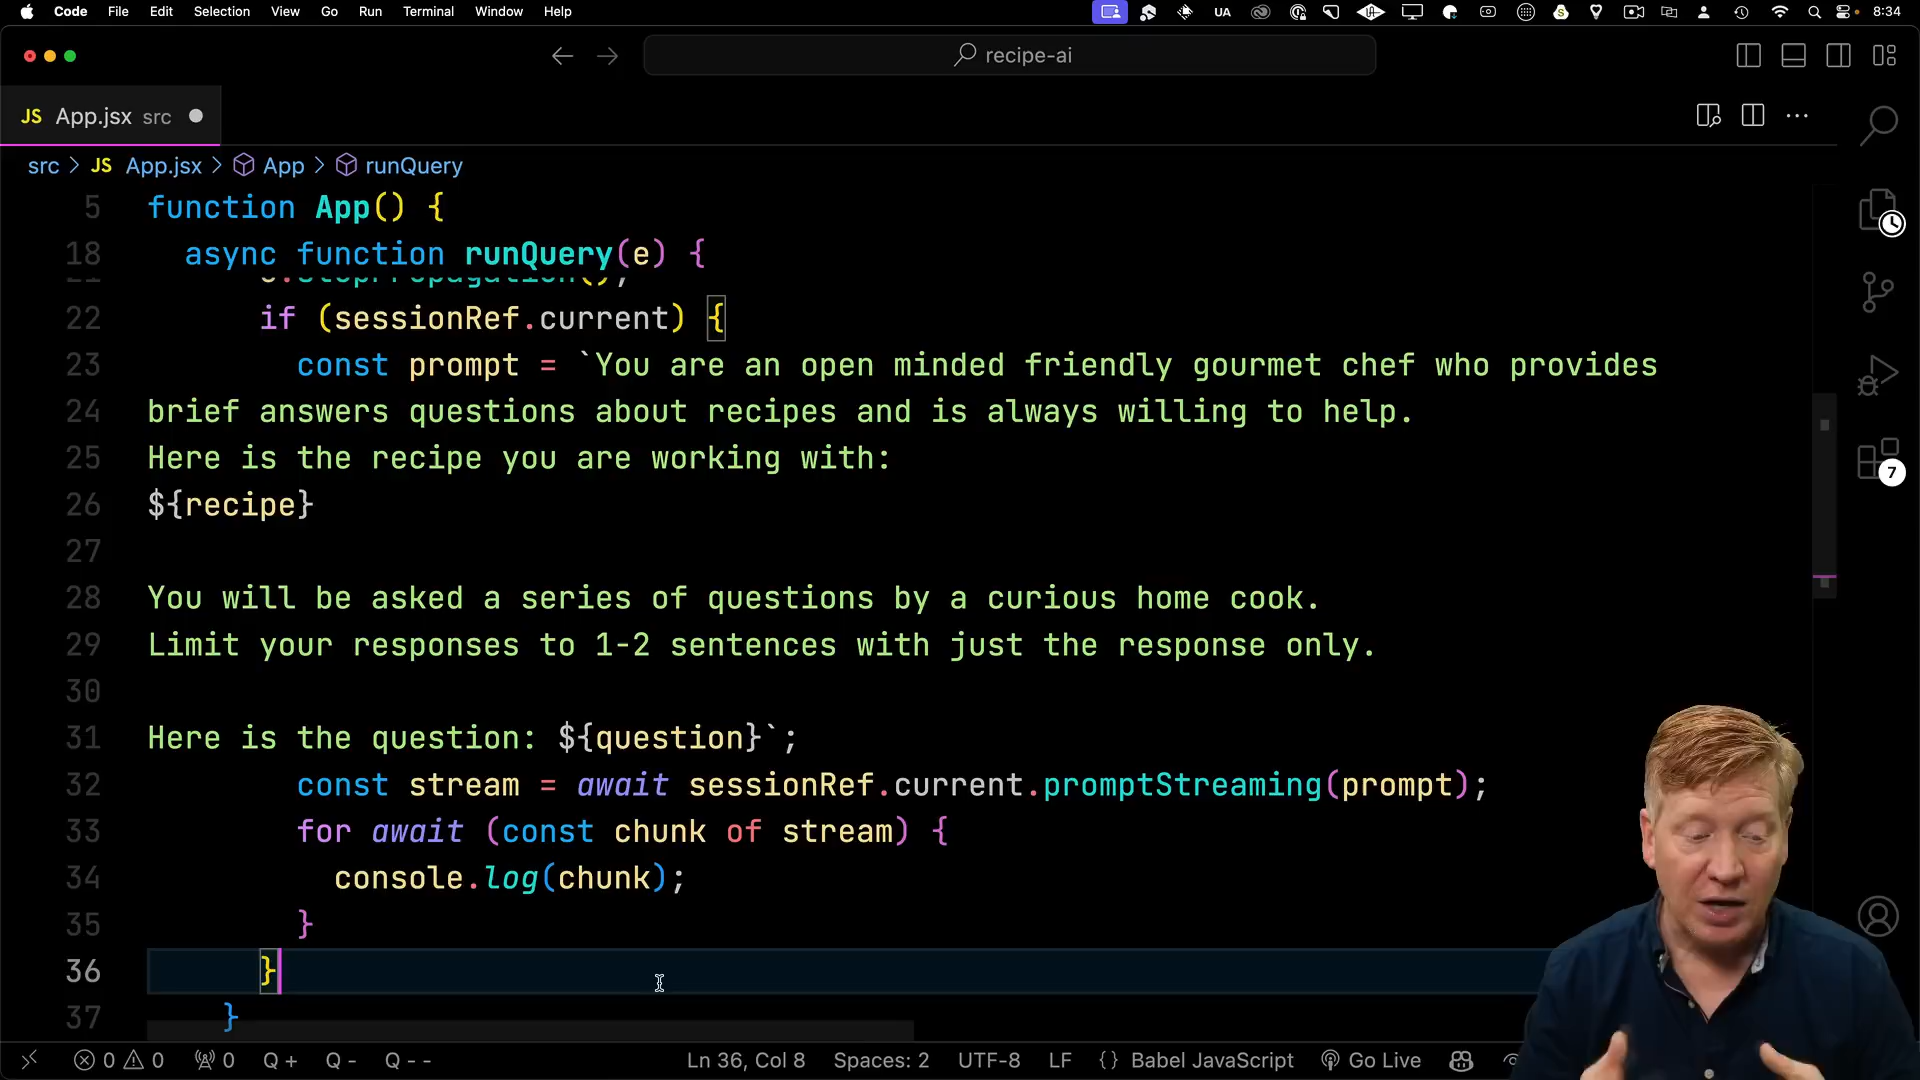 Code File Edit Selection View Go Run Terminal Window Help UA 8:34
recipe-ai
JS App.jsx src
src > JS App.jsx > App > runQuery
5 function App() {
18 async function runQuery(e) {
21 e.stopPropagation();
22 if (sessionRef.current) {
23 const prompt = `You are an open minded friendly gourmet chef who provides
24 brief answers questions about recipes and is always willing to help.
25 Here is the recipe you are working with:
26 ${recipe}
27
28 You will be asked a series of questions by a curious home cook.
29 Limit your responses to 1-2 sentences with just the response only.
30
31 Here is the question: ${question}`;
32 const stream = await sessionRef.current.promptStreaming(prompt);
33 for await (const chunk of stream) {
34 console.log(chunk);
35 }
36 }
37 }
7
0 0 0 Q+ Q- Q-- Ln 36, Col 8 Spaces: 2 UTF-8 LF {} Babel JavaScript Go Live